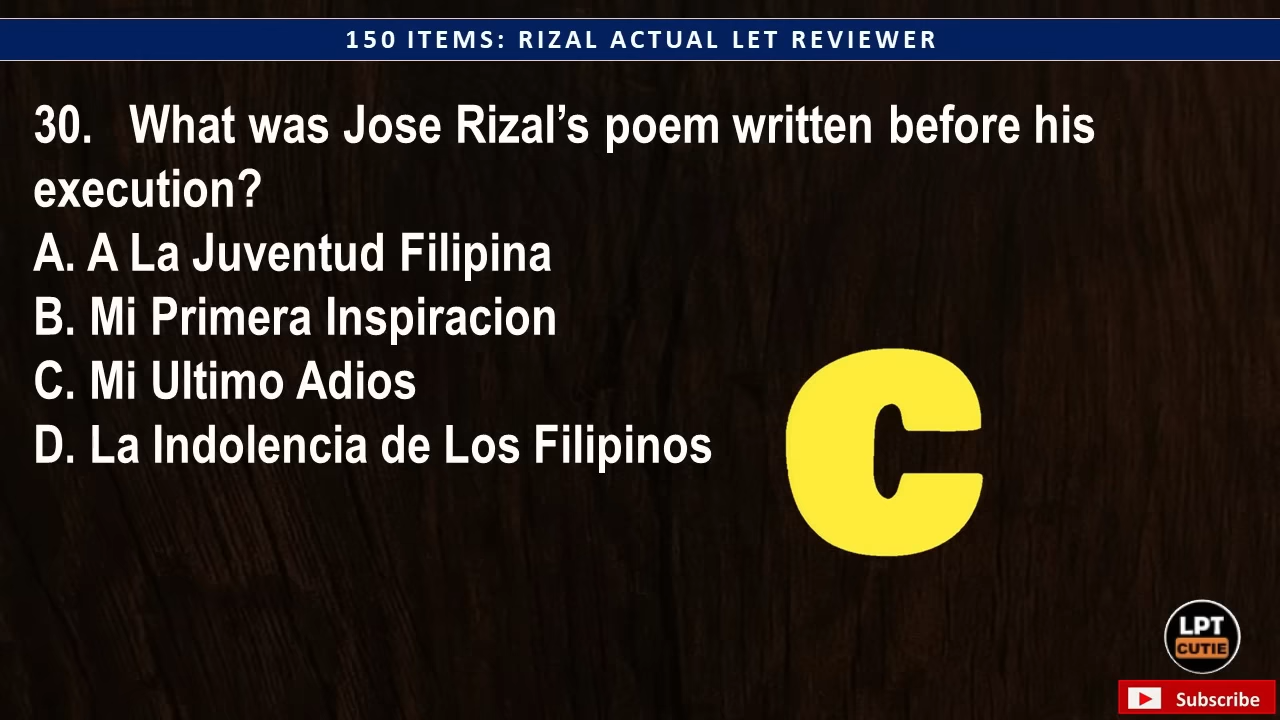 150 ITEMS: RIZAL ACTUAL LET REVIEWER
30. What was Jose Rizal’s poem written before his
execution?
A. A La Juventud Filipina
B. Mi Primera Inspiracion
C. Mi Ultimo Adios
D. La Indolencia de Los Filipinos
C
LPT
CUTIE
Subscribe